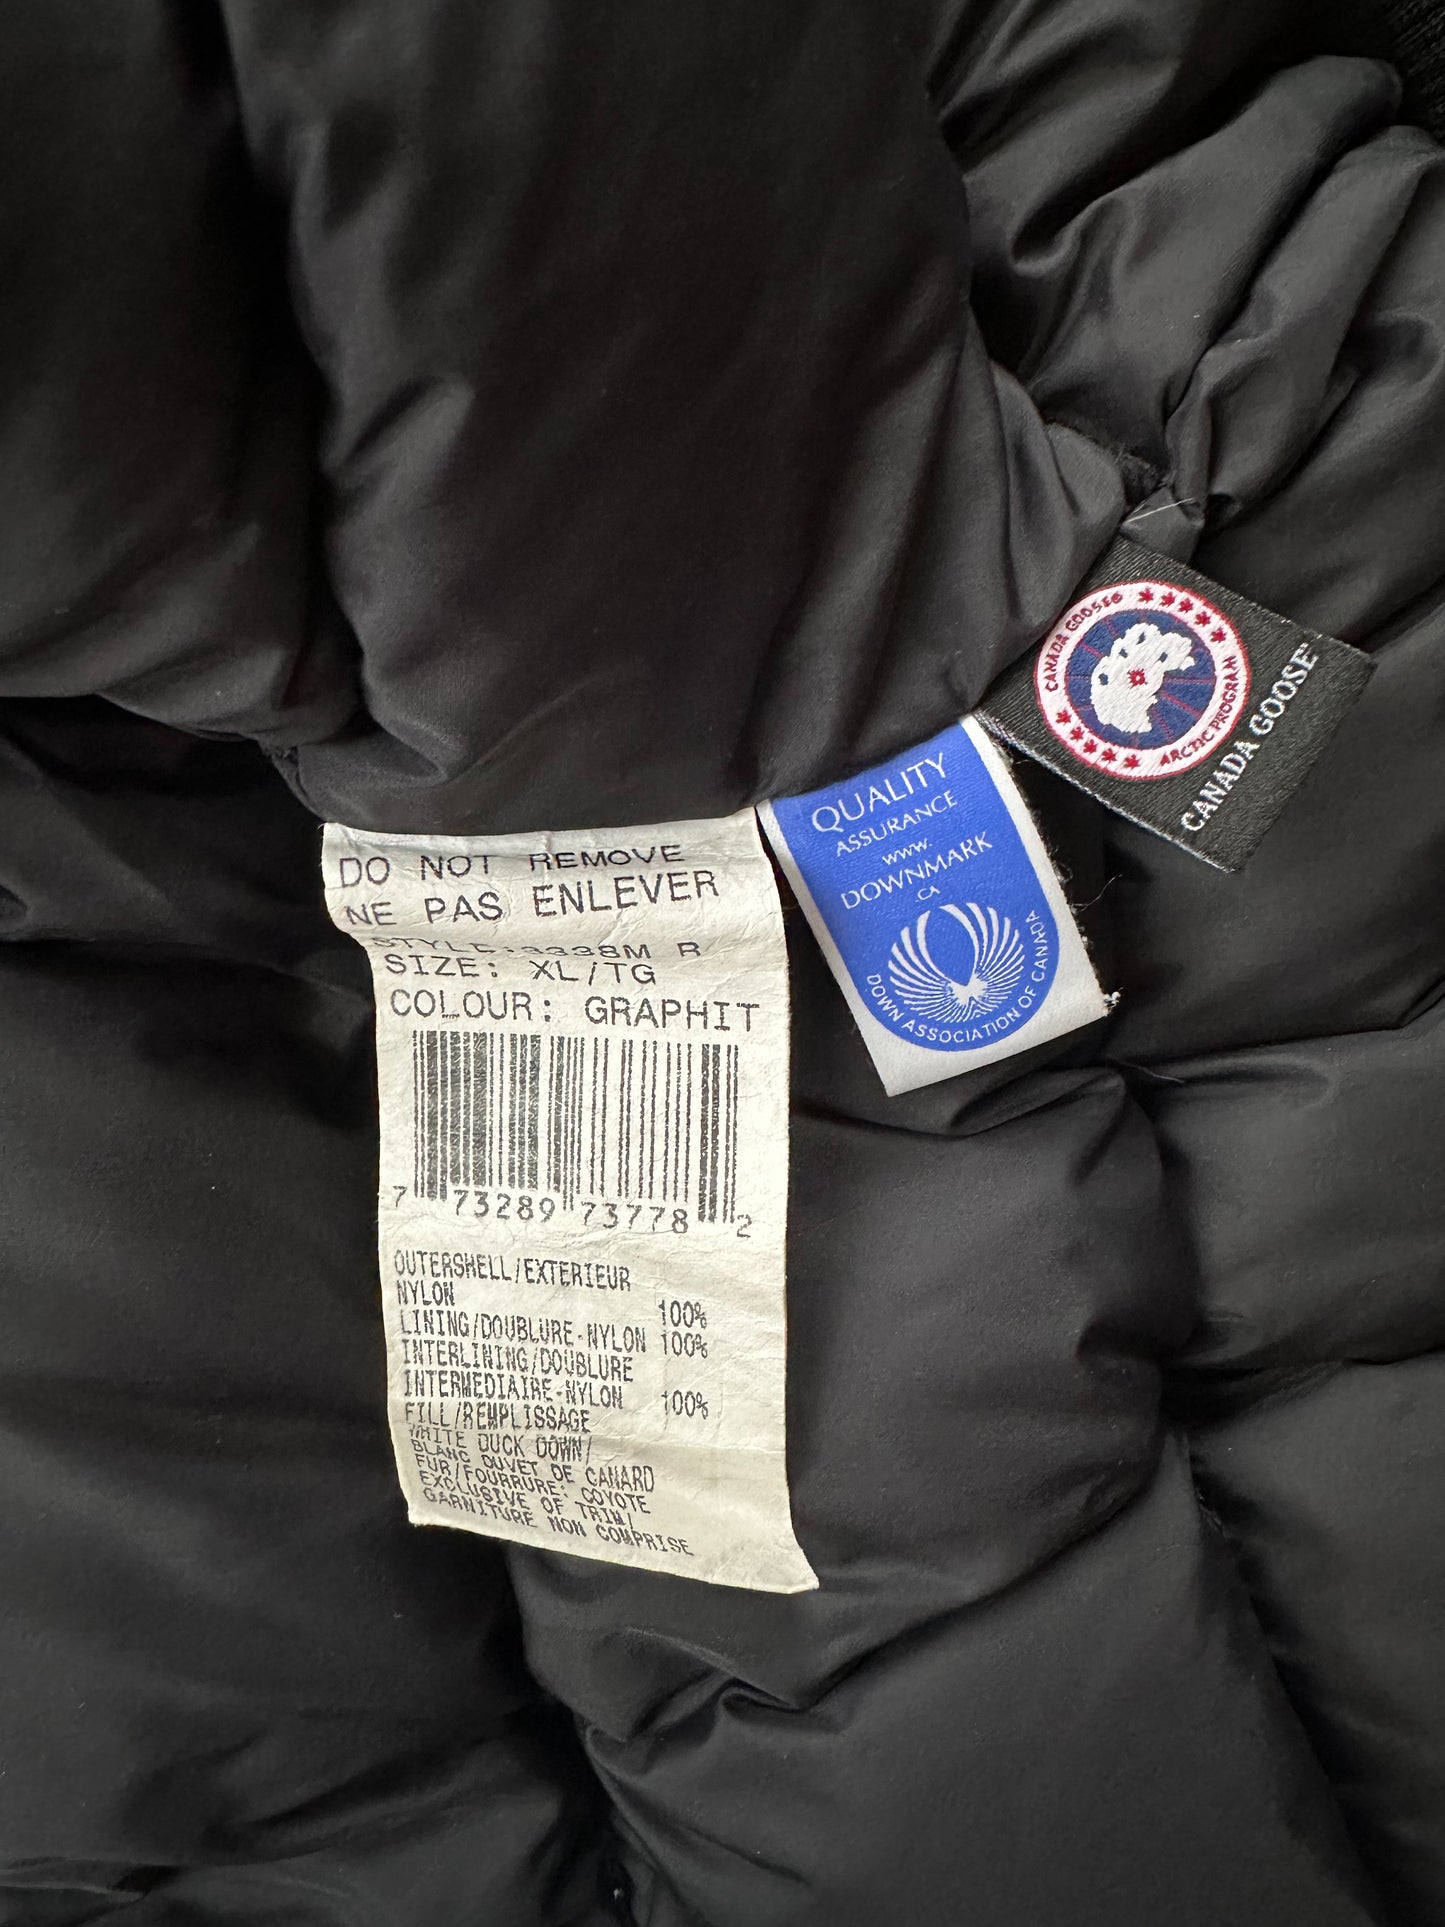 DO NOT REMOVE
NE PAS ENLEVER
STYLE:3338M R
SIZE: XL/TG
COLOUR: GRAPHIT
7 73289 73778 2
OUTERSHELL/EXTERIEUR
NYLON 100%
LINING/DOUBLURE-NYLON 100%
INTERLINING/DOUBLURE
INTERMEDIAIRE-NYLON 100%
FILL/REMPLISSAGE
WHITE DUCK DOWN/
BLANC DUVET DE CANARD
FUR/FOURRURE: COYOTE
EXCLUSIVE OF TRIM/
GARNITURE NON COMPRISE
QUALITY
ASSURANCE
www.
DOWNMARK
.CA
DOWN ASSOCIATION OF CANADA
CANADA GOOSE®
ARCTIC PROGRAM
CANADA GOOSE